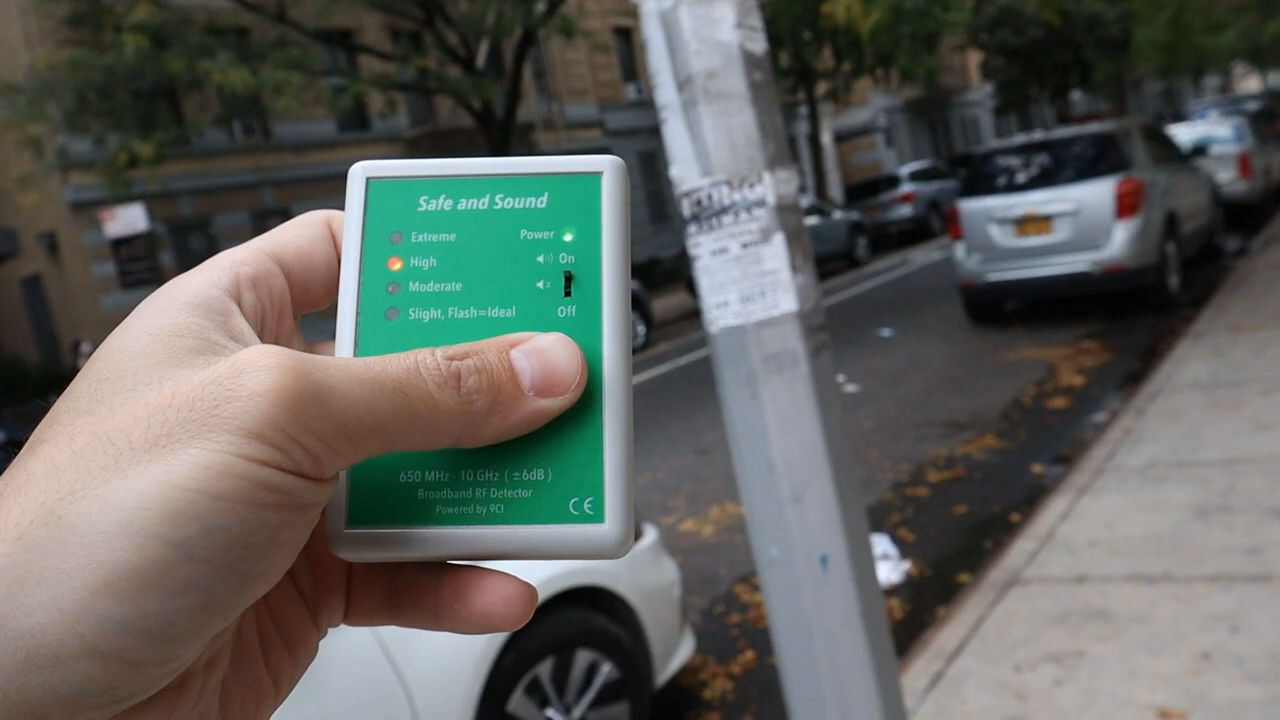 Safe and Sound
Extreme
High
Moderate
Slight, Flash=Ideal
Power
On
x
Off
650 MHz - 10 GHz ( ±6dB )
Broadband RF Detector
Powered by 9CI
CE